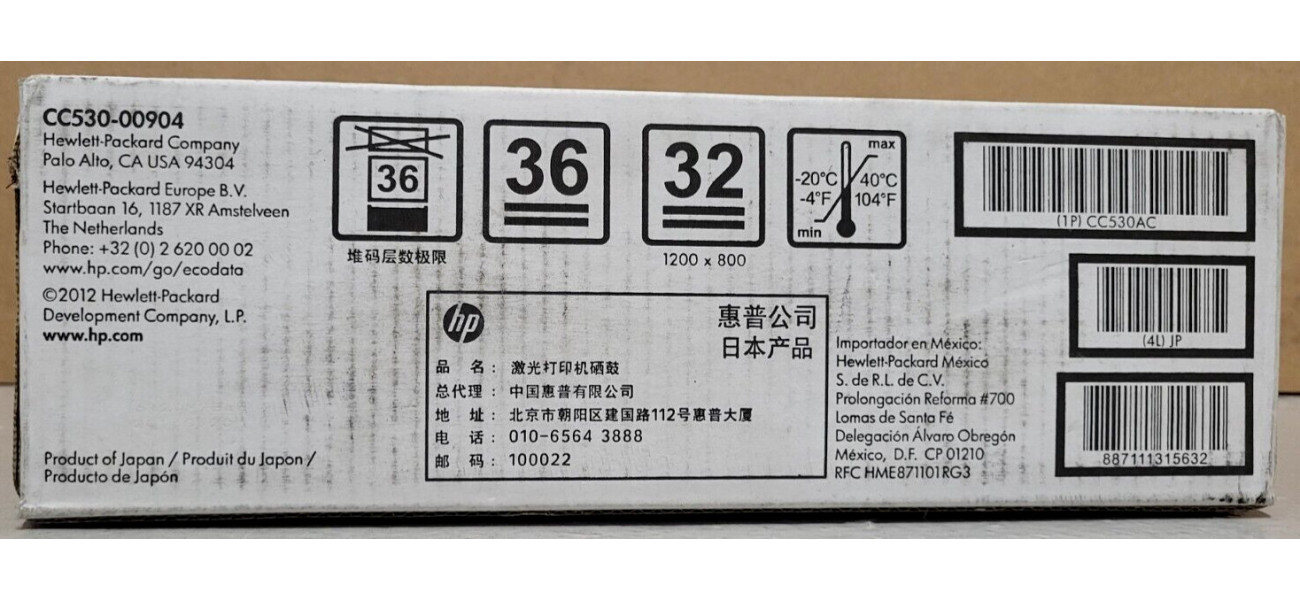 CC530-00904
Hewlett-Packard Company
Palo Alto, CA USA 94304
Hewlett-Packard Europe B.V.
Startbaan 16, 1187 XR Amstelveen
The Netherlands
Phone: +32 (0) 2 620 00 02
www.hp.com/go/ecodata
©2012 Hewlett-Packard
Development Company, L.P.
www.hp.com
Product of Japan / Produit du Japon /
Producto de Japón
36
堆码层数极限
36
32
1200 x 800
max
-20°C 40°C
-4°F 104°F
min
hp
惠普公司
日本产品
品 名: 激光打印机硒鼓
总代理: 中国惠普有限公司
地 址: 北京市朝阳区建国路112号惠普大厦
电 话: 010-6564 3888
邮 码: 100022
Importador en México:
Hewlett-Packard México
S. de R.L. de C.V.
Prolongación Reforma #700
Lomas de Santa Fé
Delegación Álvaro Obregón
México, D.F. CP 01210
RFC HME871101RG3
(1P) CC530AC
(4L) JP
887111315632